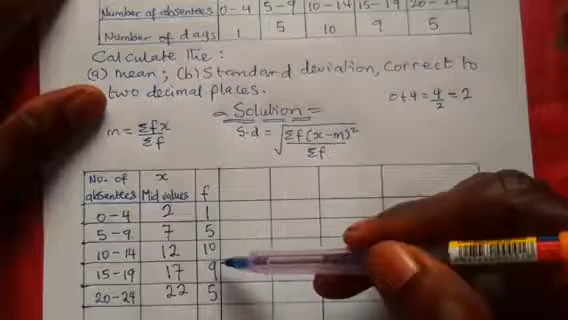 Number of absentees 0-4 5-9 10-14 15-19 20-24
Number of days 1 5 10 9 5
Calculate the:
(a) mean; (b) Standard deviation, correct to
two decimal places.
0+4=4/2=2
Solution
m = Σfx/Σf
S.d = √Σf(x-m)²/Σf
No. of absentees x Mid values f
0-4 2 1
5-9 7 5
10-14 12 10
15-19 17 9
20-24 22 5